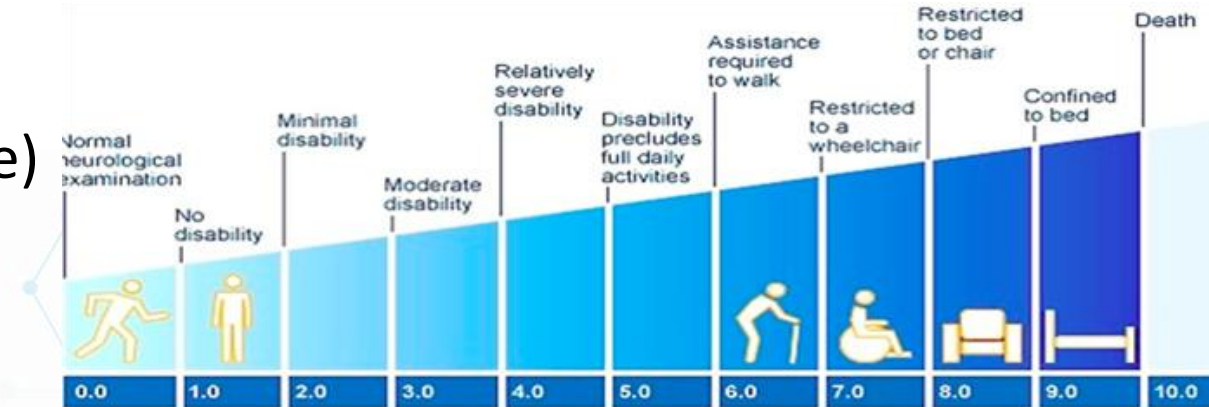 e)
Normal
neurological
examination
No
disability
Minimal
disability
Moderate
disability
Relatively
severe
disability
Disability
precludes
full daily
activities
Assistance
required
to walk
Restricted
to a
wheelchair
Restricted
to bed
or chair
Confined
to bed
Death
0.0 1.0 2.0 3.0 4.0 5.0 6.0 7.0 8.0 9.0 10.0